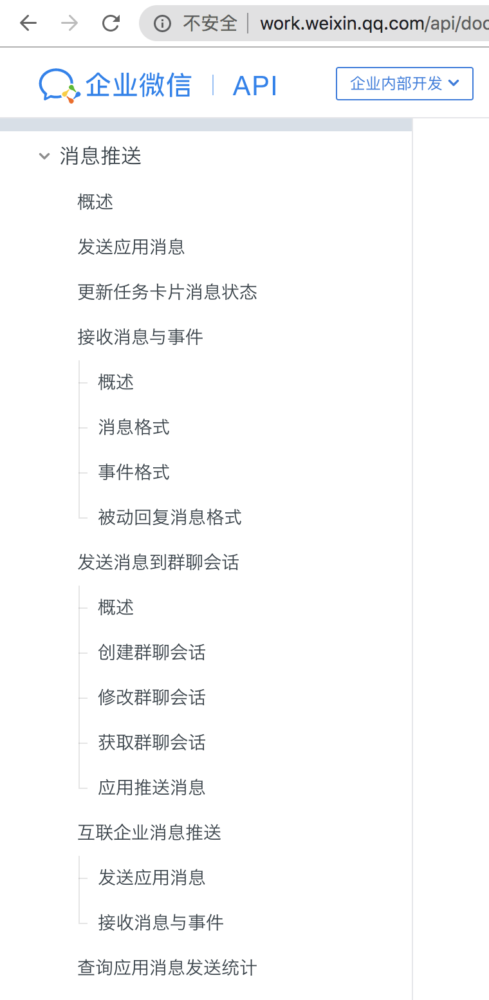 不安全 work.weixin.qq.com/api/doc
企业微信 API 企业内部开发
消息推送
概述
发送应用消息
更新任务卡片消息状态
接收消息与事件
概述
消息格式
事件格式
被动回复消息格式
发送消息到群聊会话
概述
创建群聊会话
修改群聊会话
获取群聊会话
应用推送消息
互联企业消息推送
发送应用消息
接收消息与事件
查询应用消息发送统计